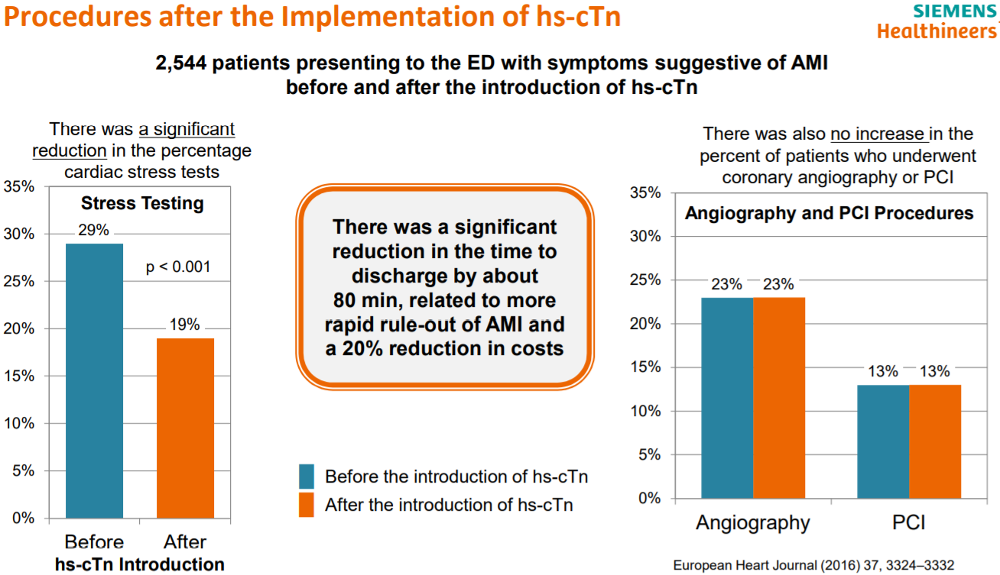 Procedures after the Implementation of hs-cTn
SIEMENS
Healthineers
2,544 patients presenting to the ED with symptoms suggestive of AMI
before and after the introduction of hs-cTn
There was a significant
reduction in the percentage
cardiac stress tests
35%
30%
25%
20%
15%
10%
5%
0%
Stress Testing
29%
p < 0.001
19%
Before
After
hs-cTn Introduction
There was a significant
reduction in the time to
discharge by about
80 min, related to more
rapid rule-out of AMI and
a 20% reduction in costs
Before the introduction of hs-cTn
After the introduction of hs-cTn
There was also no increase in the
percent of patients who underwent
coronary angiography or PCI
35%
30%
25%
20%
15%
10%
5%
0%
Angiography and PCI Procedures
23%
23%
13%
13%
Angiography
PCI
European Heart Journal (2016) 37, 3324–3332